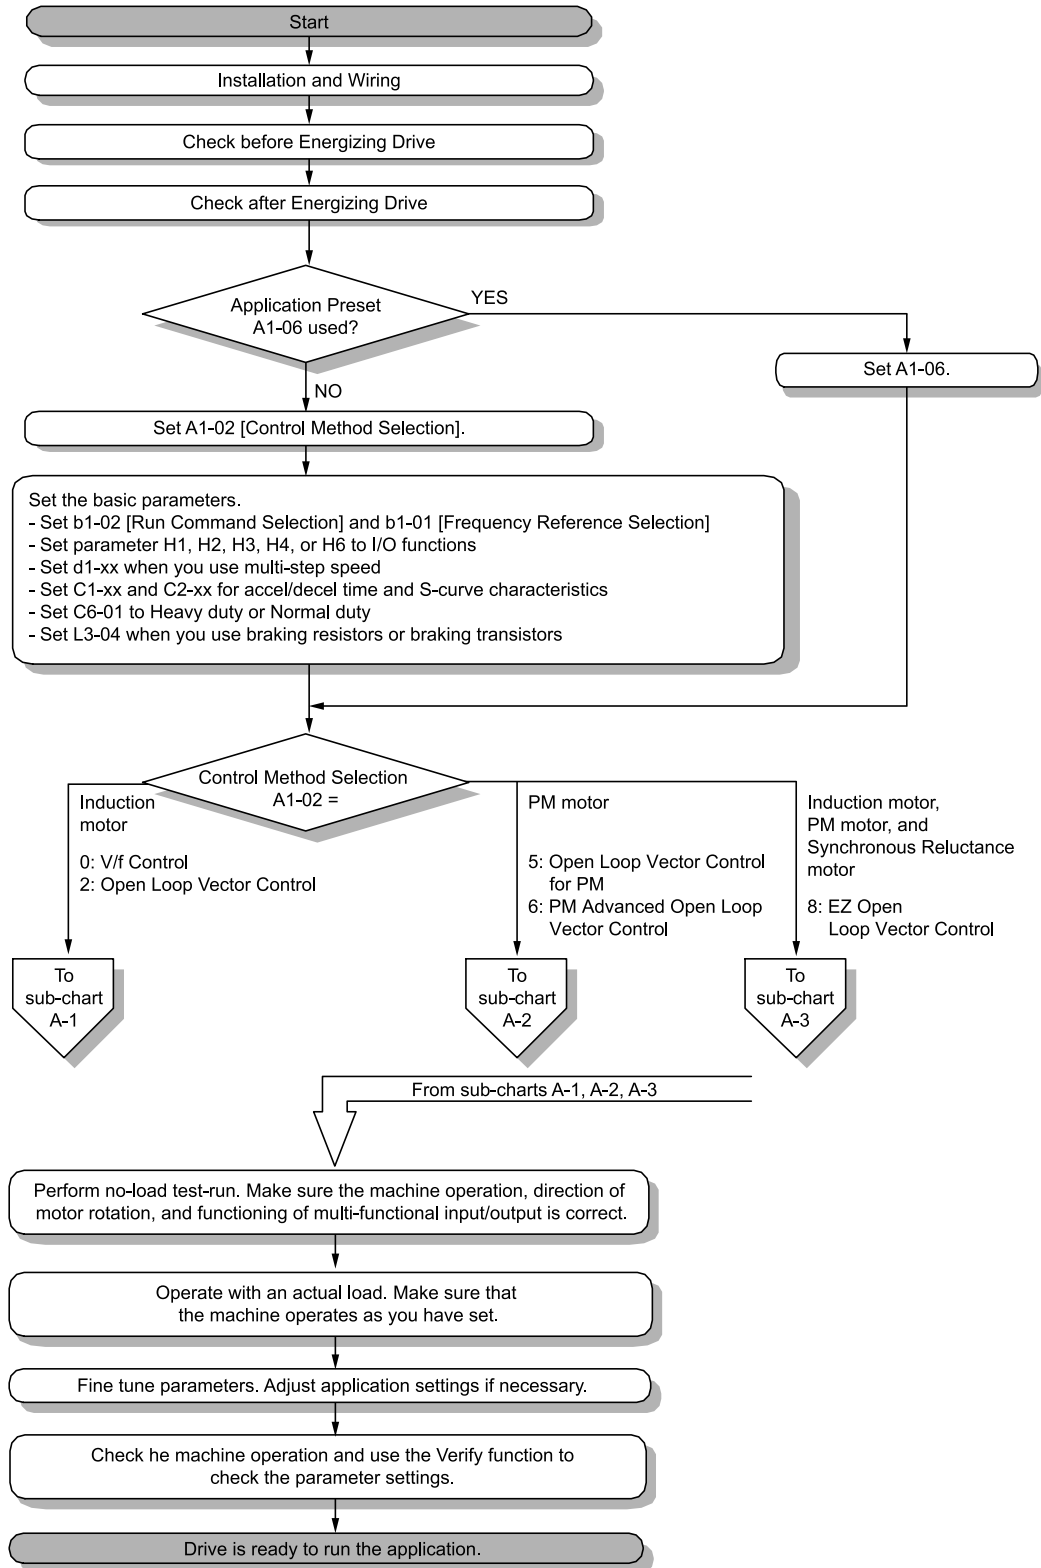 Start
Installation and Wiring
Check before Energizing Drive
Check after Energizing Drive
Application Preset
A1-06 used?
YES
Set A1-06.
NO
Set A1-02 [Control Method Selection].
Set the basic parameters.
- Set b1-02 [Run Command Selection] and b1-01 [Frequency Reference Selection]
- Set parameter H1, H2, H3, H4, or H6 to I/O functions
- Set d1-xx when you use multi-step speed
- Set C1-xx and C2-xx for accel/decel time and S-curve characteristics
- Set C6-01 to Heavy duty or Normal duty
- Set L3-04 when you use braking resistors or braking transistors
Control Method Selection
A1-02 =
Induction
motor
0: V/f Control
2: Open Loop Vector Control
PM motor
5: Open Loop Vector Control
for PM
6: PM Advanced Open Loop
Vector Control
Induction motor,
PM motor, and
Synchronous Reluctance
motor
8: EZ Open
Loop Vector Control
To
sub-chart
A-1
To
sub-chart
A-2
To
sub-chart
A-3
From sub-charts A-1, A-2, A-3
Perform no-load test-run. Make sure the machine operation, direction of
motor rotation, and functioning of multi-functional input/output is correct.
Operate with an actual load. Make sure that
the machine operates as you have set.
Fine tune parameters. Adjust application settings if necessary.
Check he machine operation and use the Verify function to
check the parameter settings.
Drive is ready to run the application.